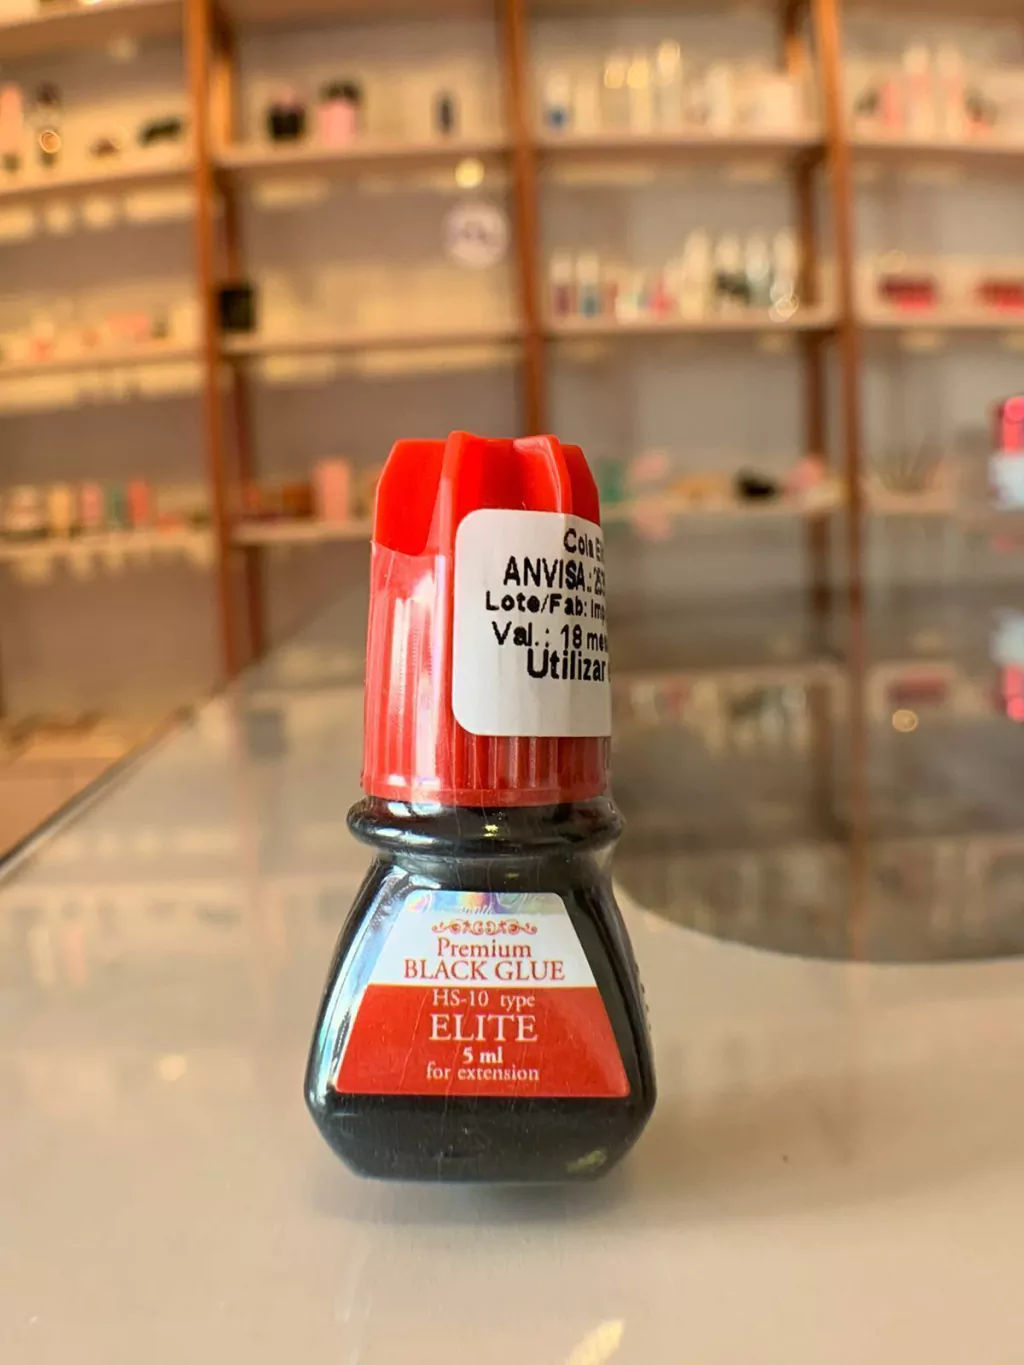 Cola
ANVISA.:
Lote/Fab:
Val.: 18
Utilizar
Premium
BLACK GLUE
HS-10 type
ELITE
5 ml
for extension